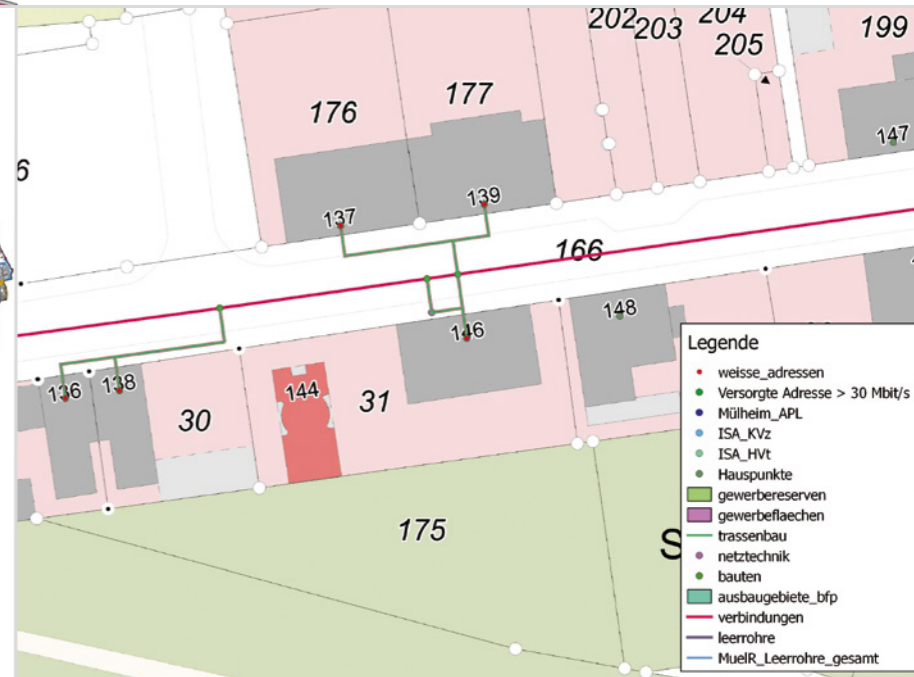 202
203
204
205
199
176
177
147
6
137
139
166
148
146
136
138
144
30
31
175
S
Legende
weisse_adressen
Versorgte Adresse > 30 Mbit/s
Mülheim_APL
ISA_KVz
ISA_HVt
Hauspunkte
gewerbereserven
gewerbeflaechen
trassenbau
netztechnik
bauten
ausbaugebiete_bfp
verbindungen
leerrohre
MuelR_Leerrohre_gesamt